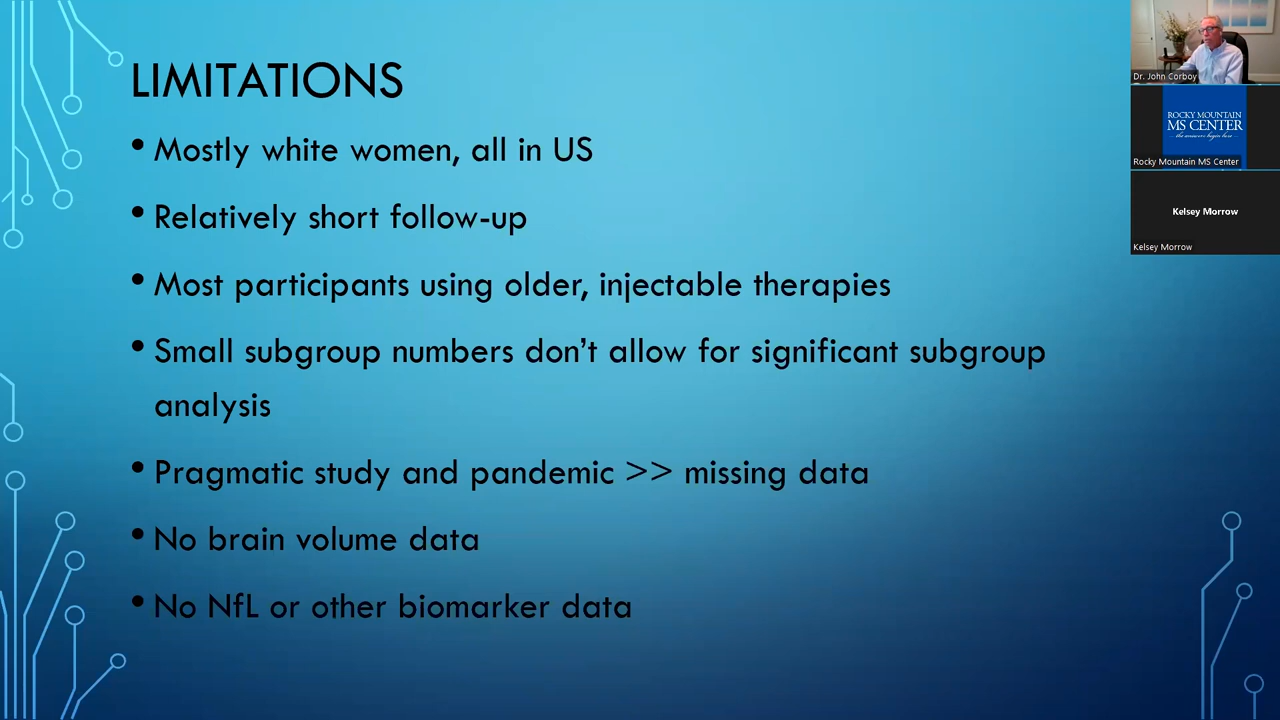 LIMITATIONS
• Mostly white women, all in US
• Relatively short follow-up
• Most participants using older, injectable therapies
• Small subgroup numbers don't allow for significant subgroup
analysis
• Pragmatic study and pandemic >> missing data
• No brain volume data
• No NfL or other biomarker data
Dr. John Corboy
ROCKY MOUNTAIN
MS CENTER
the answers begin here
Rocky Mountain MS Center
Kelsey Morrow
Kelsey Morrow